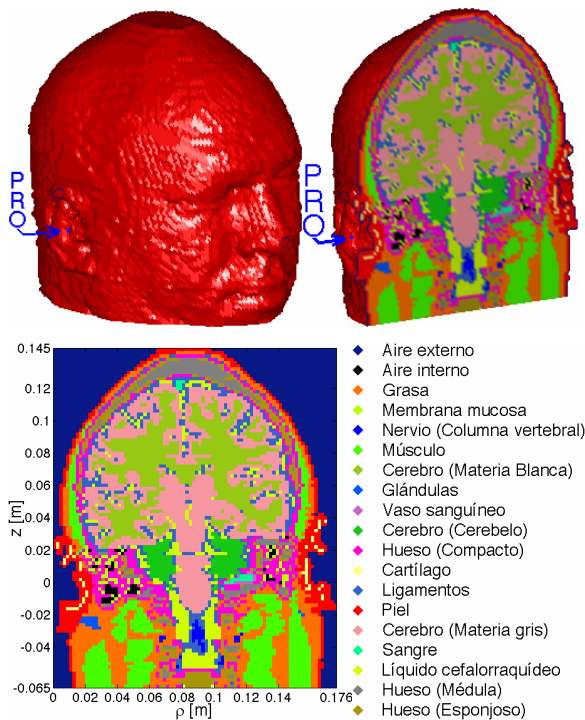 PRO
PRO
0.145
0.12
0.1
0.08
0.06
0.04
0.02
0
-0.02
-0.04
-0.065
z [m]
0 0.02 0.04 0.06 0.08 0.1 0.12 0.14 0.176
ρ [m]
Aire externo
Aire interno
Grasa
Membrana mucosa
Nervio (Columna vertebral)
Músculo
Cerebro (Materia Blanca)
Glándulas
Vaso sanguíneo
Cerebro (Cerebelo)
Hueso (Compacto)
Cartílago
Ligamentos
Piel
Cerebro (Materia gris)
Sangre
Líquido cefalorraquídeo
Hueso (Médula)
Hueso (Esponjoso)